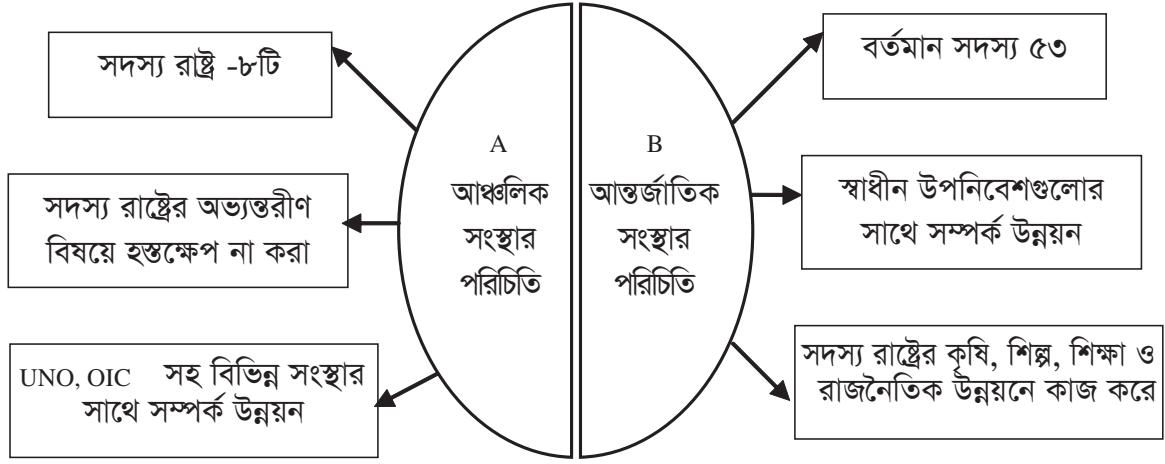 সদস্য রাষ্ট্র -৮টি
সদস্য রাষ্ট্রের অভ্যন্তরীণ
বিষয়ে হস্তক্ষেপ না করা
UNO, OIC সহ বিভিন্ন সংস্থার
সাথে সম্পর্ক উন্নয়ন
A
আঞ্চলিক
সংস্থার
পরিচিতি
B
আন্তর্জাতিক
সংস্থার
পরিচিতি
বর্তমান সদস্য ৫৩
স্বাধীন উপনিবেশগুলোর
সাথে সম্পর্ক উন্নয়ন
সদস্য রাষ্ট্রের কৃষি, শিল্প, শিক্ষা ও
রাজনৈতিক উন্নয়নে কাজ করে